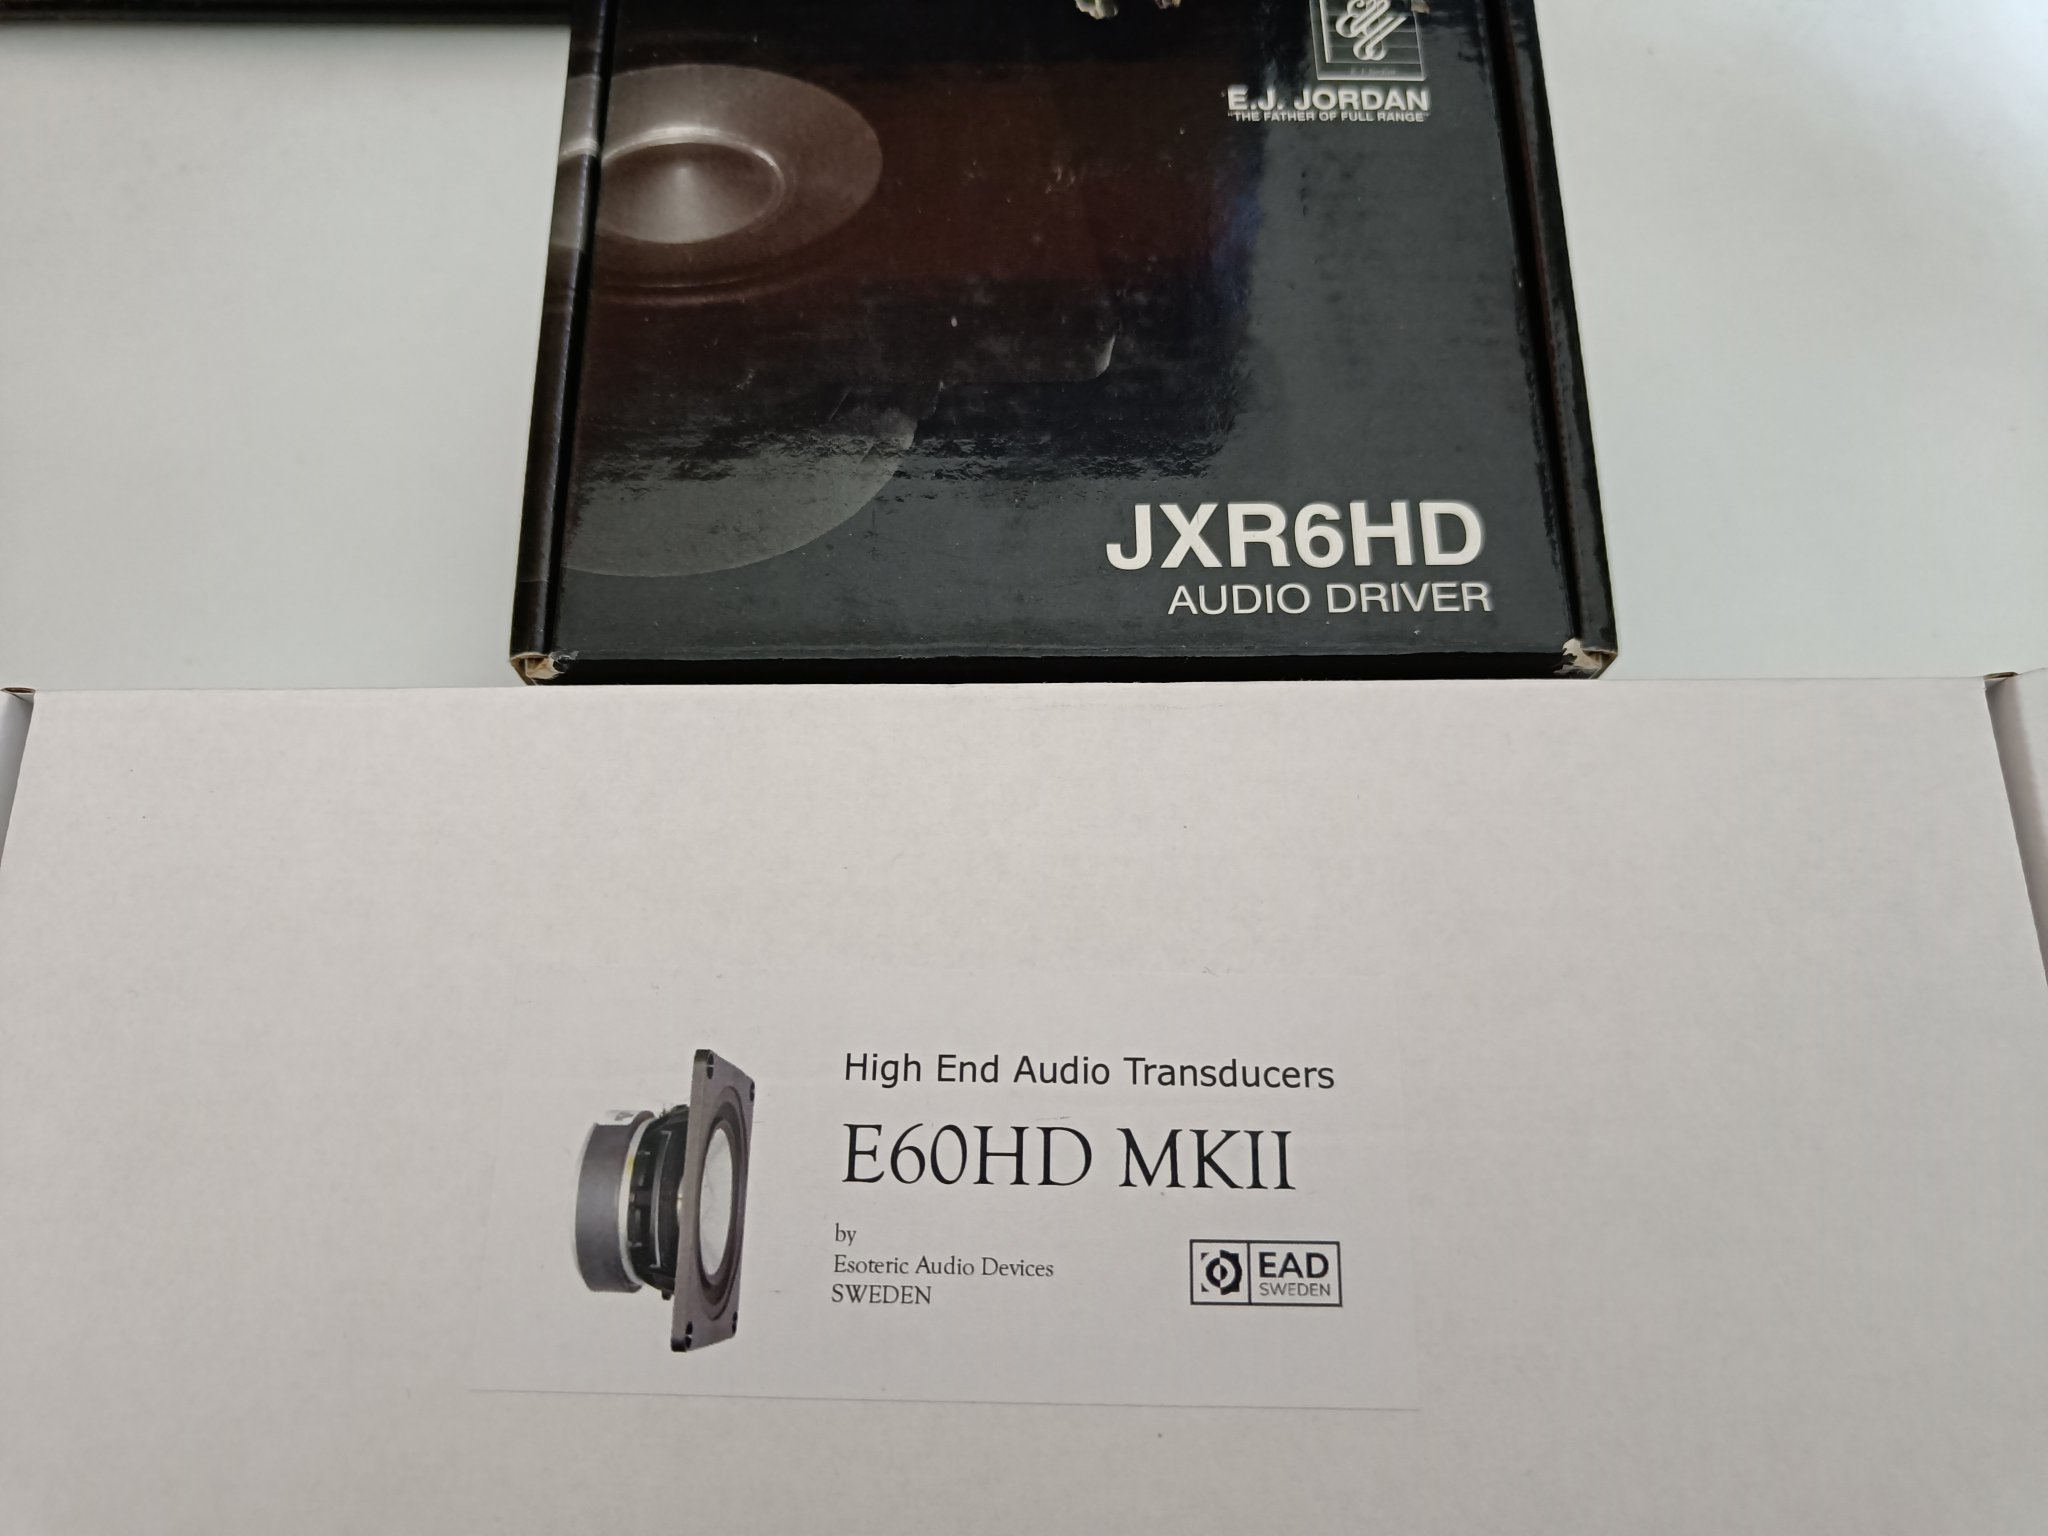 E.J. JORDAN
"THE FATHER OF FULL RANGE"
JXR6HD
AUDIO DRIVER
High End Audio Transducers
E60HD MKII
by
Esoteric Audio Devices
SWEDEN
EAD
SWEDEN